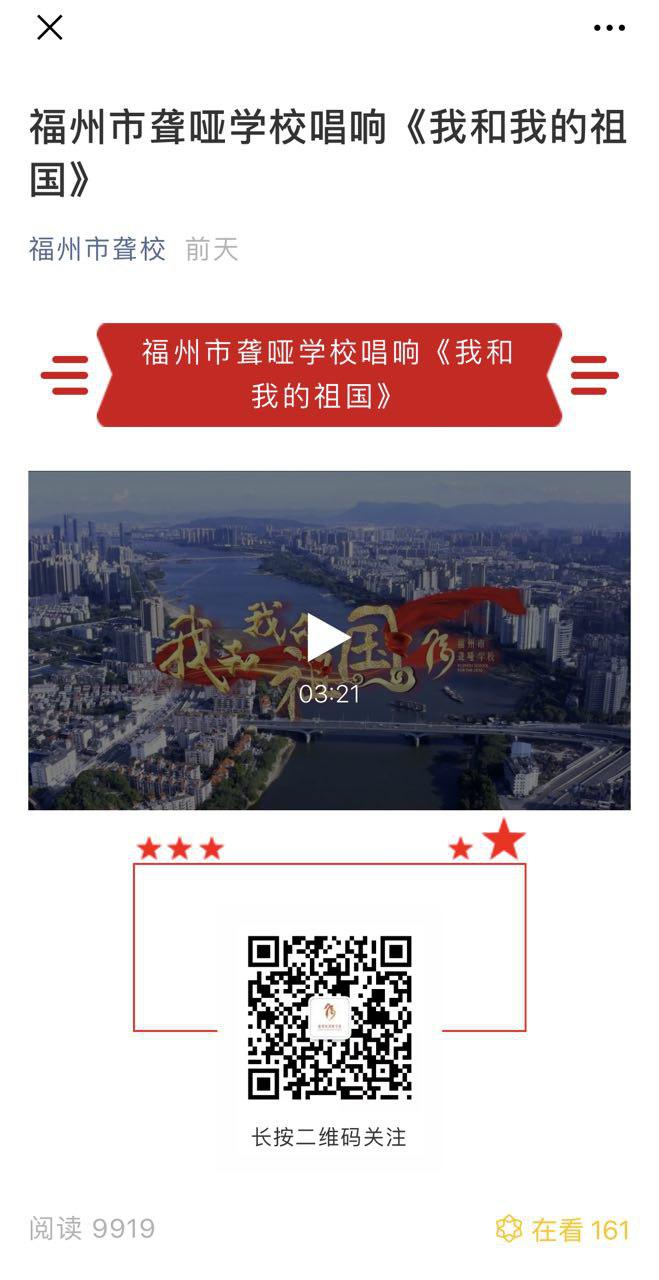 福州市聋哑学校唱响《我和我的祖
国》
福州市聋校 前天
福州市聋哑学校唱响《我和
我的祖国》
我和我的祖国
福州市
聋哑学校
03:21
长按二维码关注
阅读 9919
在看 161